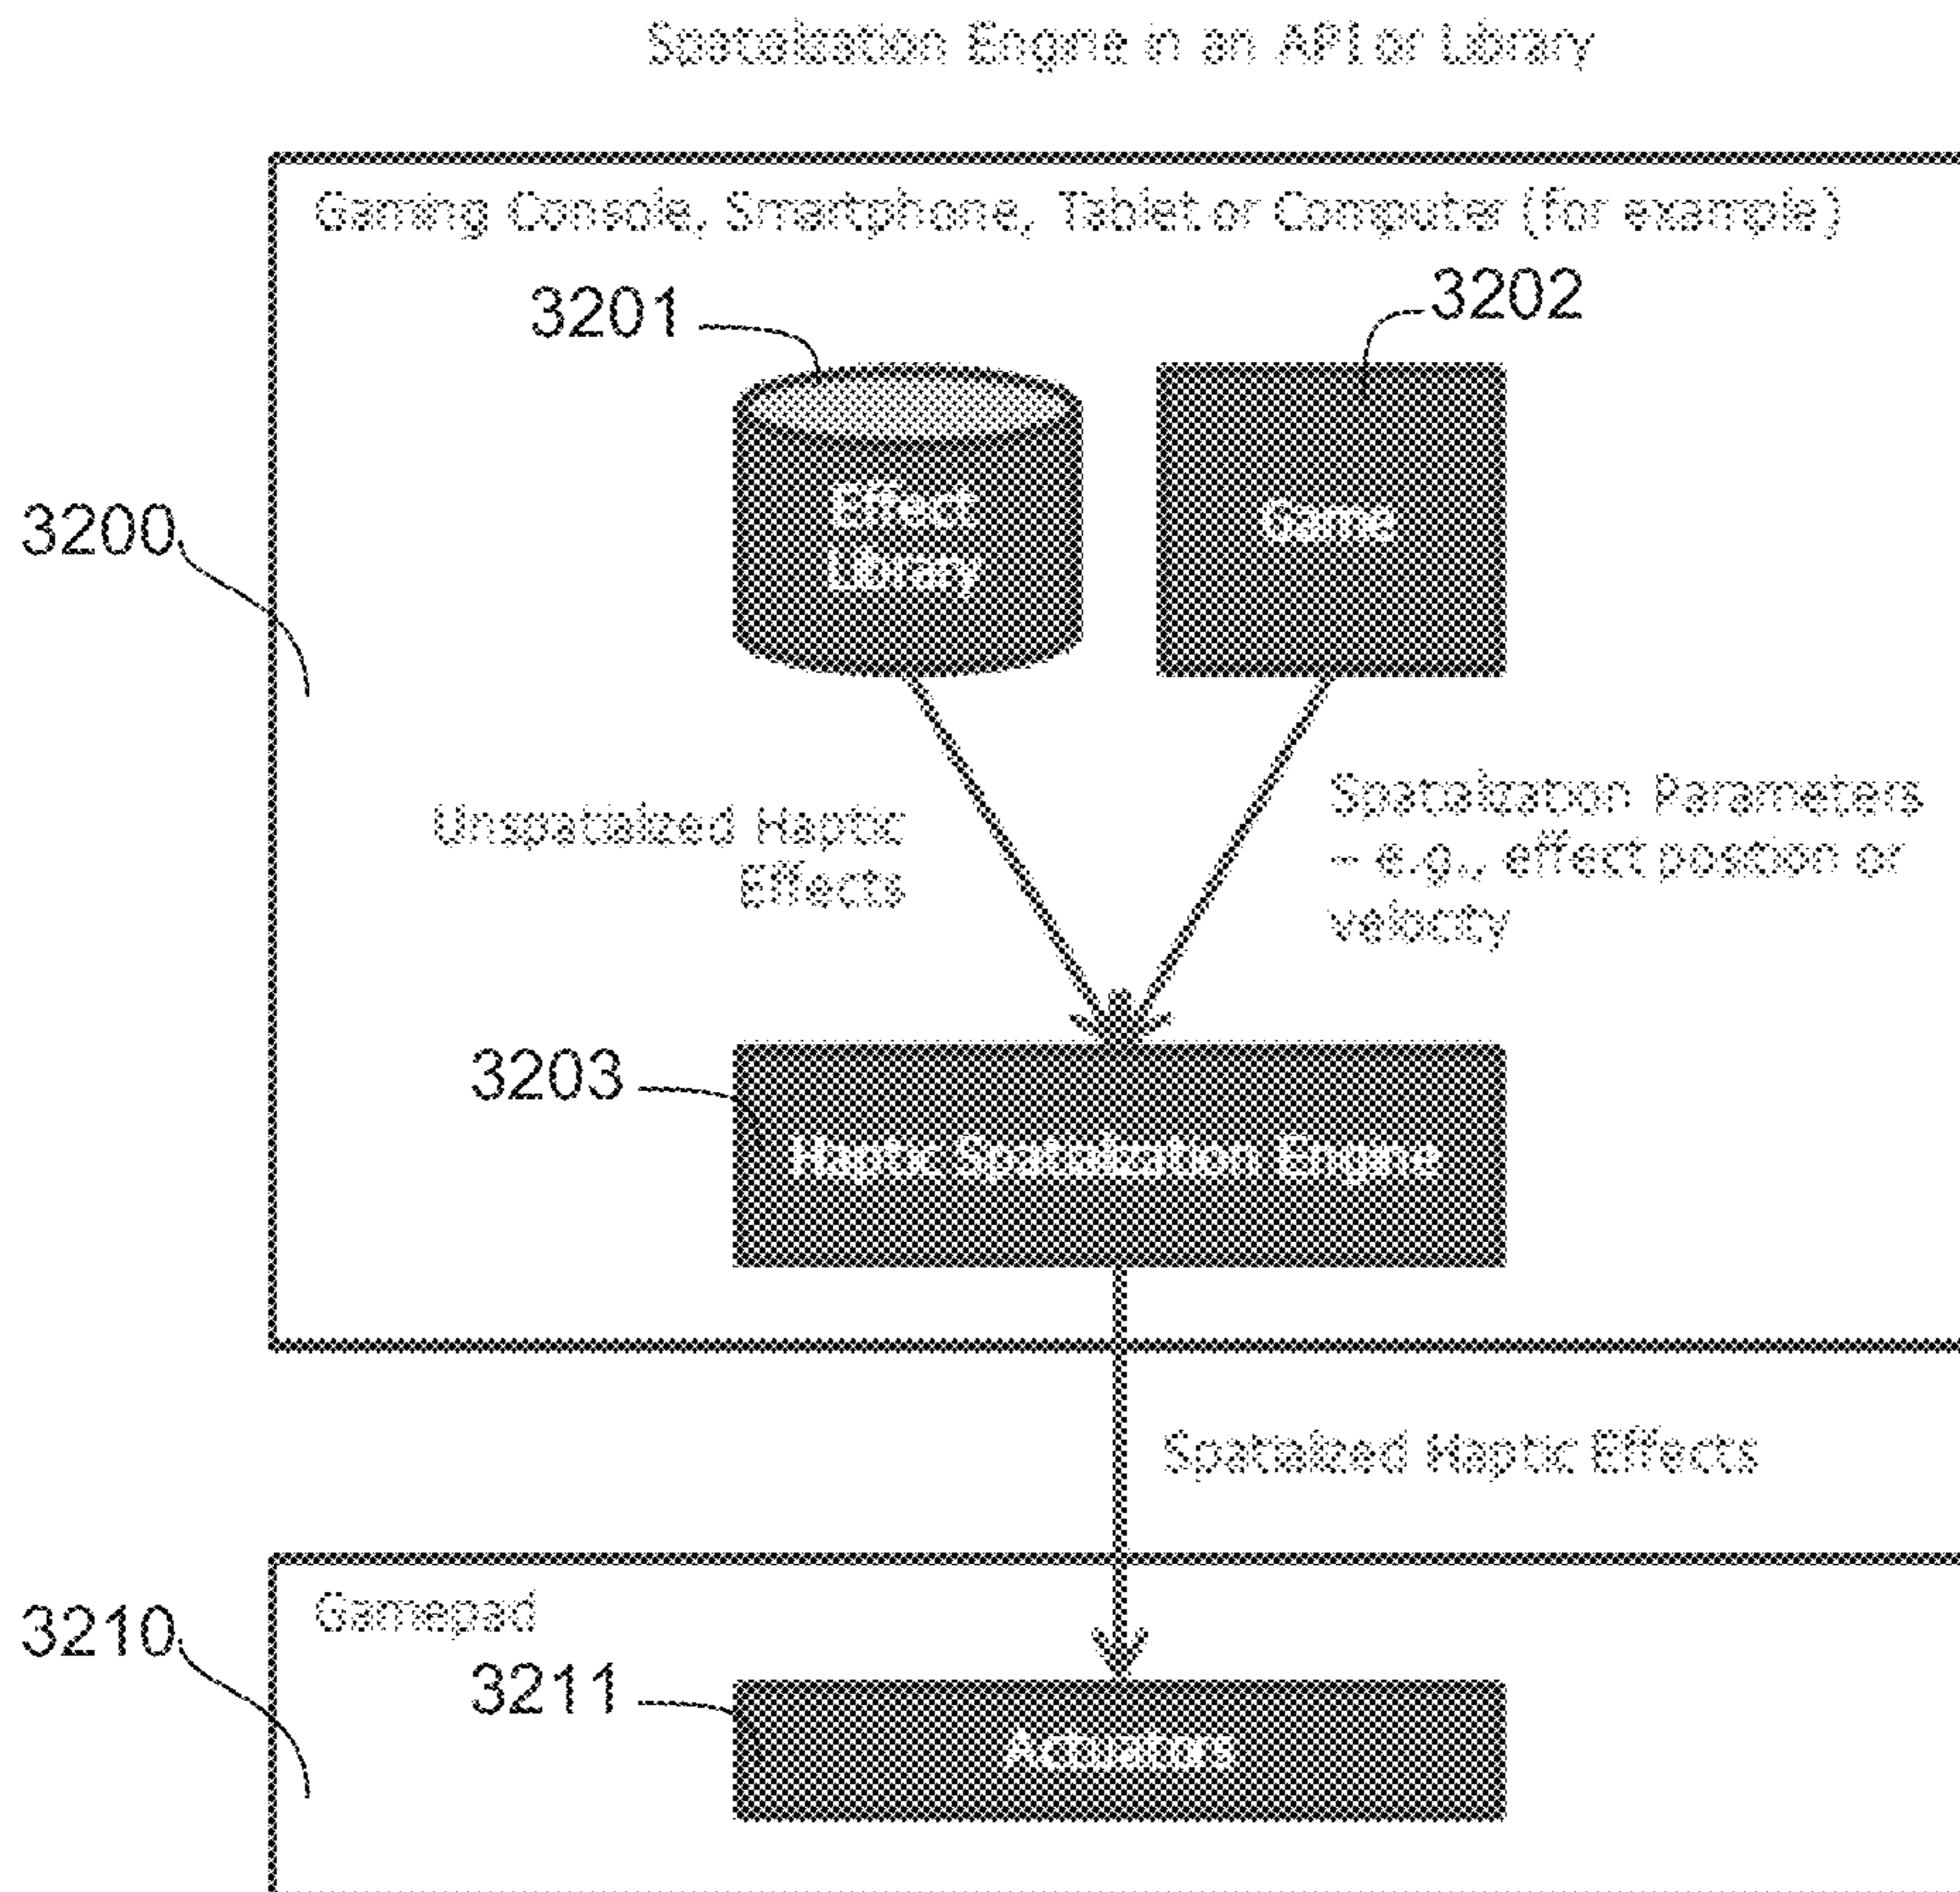 Spatialization Engine in an API or Library
Gaming Console, Smartphone, Tablet or Computer (for example)
3201
3202
Effect
Library
Game
3200
Unspatialized Haptic
Effects
Spatialization Parameters
– e.g., effect position or
velocity
3203
Haptic Spatialization Engine
Spatialized Haptic Effects
Gamepad
3210
3211
Actuators